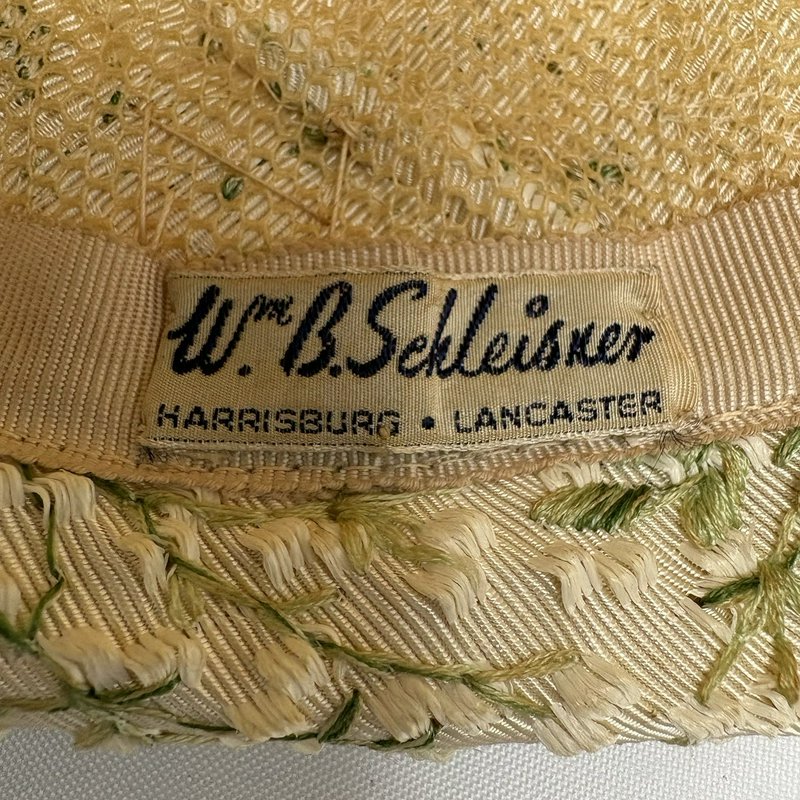 Wm. B. Schleisner
HARRISBURG • LANCASTER